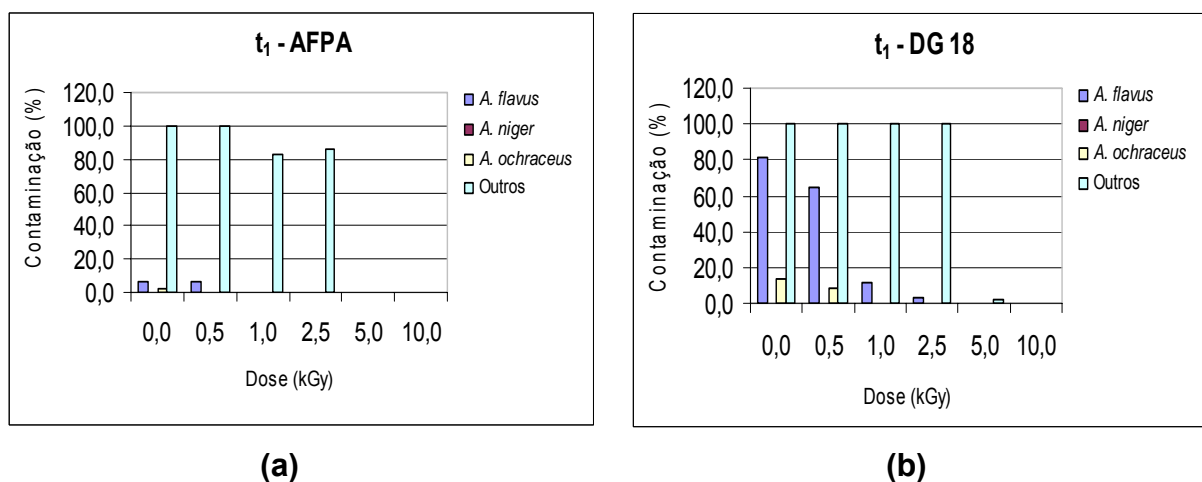 t1 - AFPA
Contaminação (%)
120,0
100,0
80,0
60,0
40,0
20,0
0,0
0,0 0,5 1,0 2,5 5,0 10,0
Dose (kGy)
A. flavus
A. niger
A. ochraceus
Outros
(a)
t1 - DG 18
Contaminação (%)
120,0
100,0
80,0
60,0
40,0
20,0
0,0
0,0 0,5 1,0 2,5 5,0 10,0
Dose (kGy)
A. flavus
A. niger
A. ochraceus
Outros
(b)